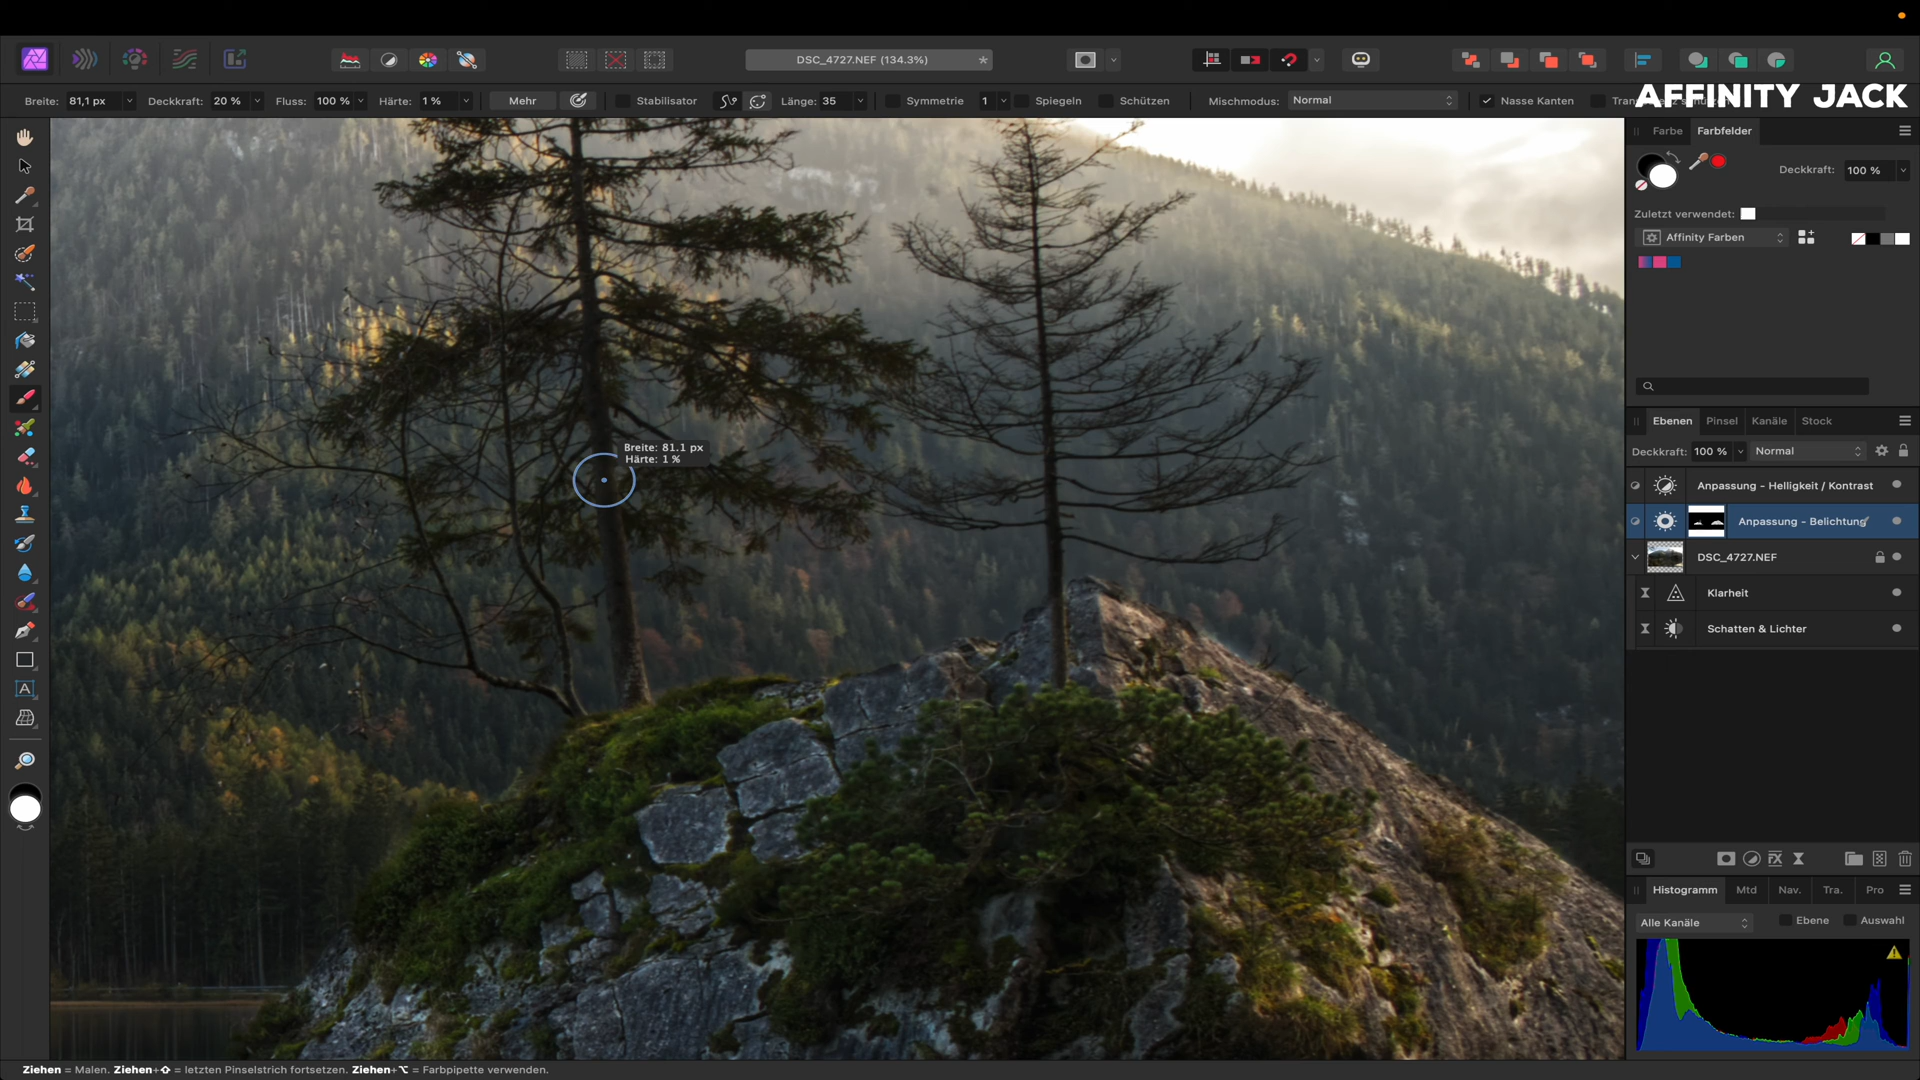 DSC_4727.NEF (134.3%)
Breite: 81,1 px Deckkraft: 20 % Fluss: 100 % Härte: 1 % Mehr Stabilisator Länge: 35 Symmetrie 1 Spiegeln Schützen Mischmodus: Normal Nasse Kanten
AFFINITY JACK
Farbe Farbfelder
Deckkraft: 100 %
Zuletzt verwendet:
Affinity Farben
Breite: 81.1 px
Härte: 1 %
Ebenen Pinsel Kanäle Stock
Deckkraft: 100 % Normal
Anpassung - Helligkeit / Kontrast
Anpassung - Belichtung
DSC_4727.NEF
Klarheit
Schatten & Lichter
Histogramm Mtd Nav. Tra. Pro
Alle Kanäle Ebene Auswahl
Ziehen = Malen. Ziehen+⇧ = letzten Pinselstrich fortsetzen. Ziehen+⌥ = Farbpipette verwenden.